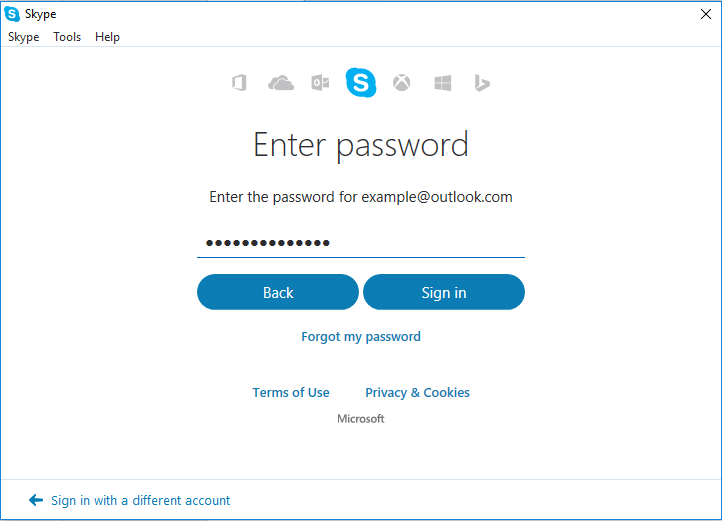 Skype
Skype Tools Help
Enter password
Enter the password for example@outlook.com
••••••••••••••
Back Sign in
Forgot my password
Terms of Use Privacy & Cookies
Microsoft
Sign in with a different account